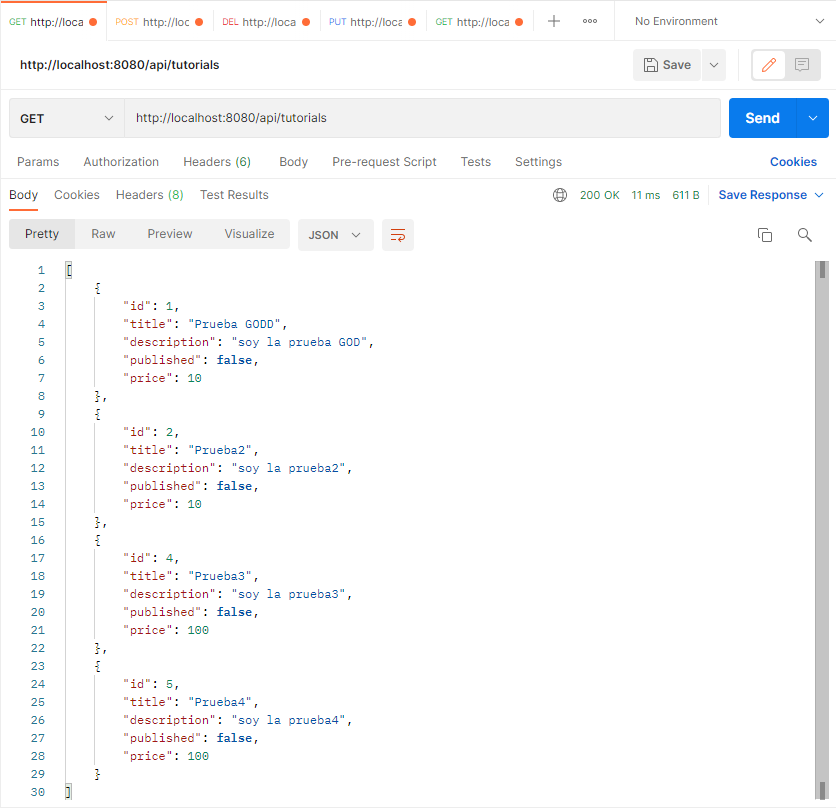 GET http://loca POST http://loc DEL http://loca PUT http://loca GET http://loca No Environment
http://localhost:8080/api/tutorials Save
GET http://localhost:8080/api/tutorials Send
Params Authorization Headers (6) Body Pre-request Script Tests Settings Cookies
Body Cookies Headers (8) Test Results 200 OK 11 ms 611 B Save Response
Pretty Raw Preview Visualize JSON
1 [
2 {
3 "id": 1,
4 "title": "Prueba GODD",
5 "description": "soy la prueba GOD",
6 "published": false,
7 "price": 10
8 },
9 {
10 "id": 2,
11 "title": "Prueba2",
12 "description": "soy la prueba2",
13 "published": false,
14 "price": 10
15 },
16 {
17 "id": 4,
18 "title": "Prueba3",
19 "description": "soy la prueba3",
20 "published": false,
21 "price": 100
22 },
23 {
24 "id": 5,
25 "title": "Prueba4",
26 "description": "soy la prueba4",
27 "published": false,
28 "price": 100
29 }
30 ]